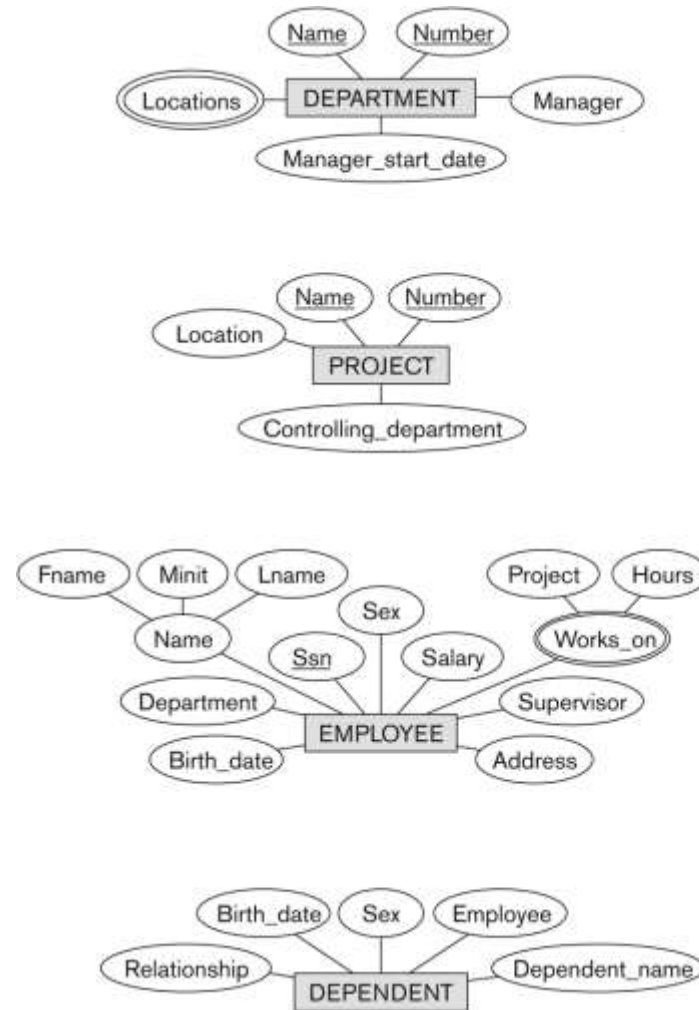 Name Number
Locations DEPARTMENT Manager
Manager_start_date
Name Number
Location
PROJECT
Controlling_department
Fname Minit Lname Project Hours
Sex
Name Works_on
Ssn Salary
Department Supervisor
EMPLOYEE
Birth_date Address
Birth_date Sex Employee
Relationship Dependent_name
DEPENDENT